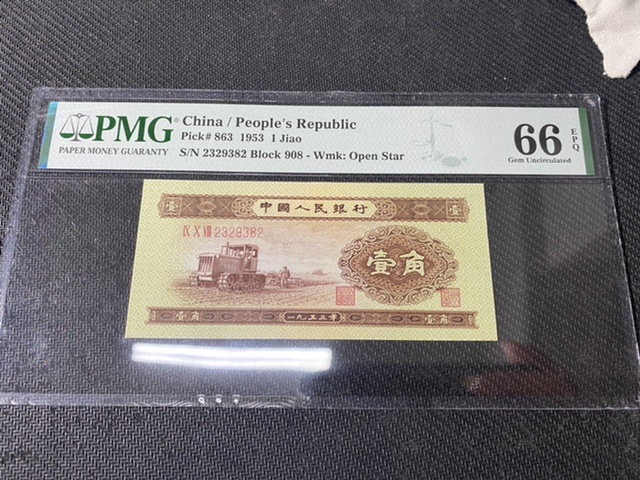 PMG
PAPER MONEY GUARANTY
China / People's Republic
Pick# 863 1953 1 Jiao
S/N 2329382 Block 908 - Wmk: Open Star
66 EPQ
Gem Uncirculated
壹 中國人民銀行 壹
Ⅸ Ⅹ Ⅷ 2329382
壹角
壹角 一九五三年 壹角